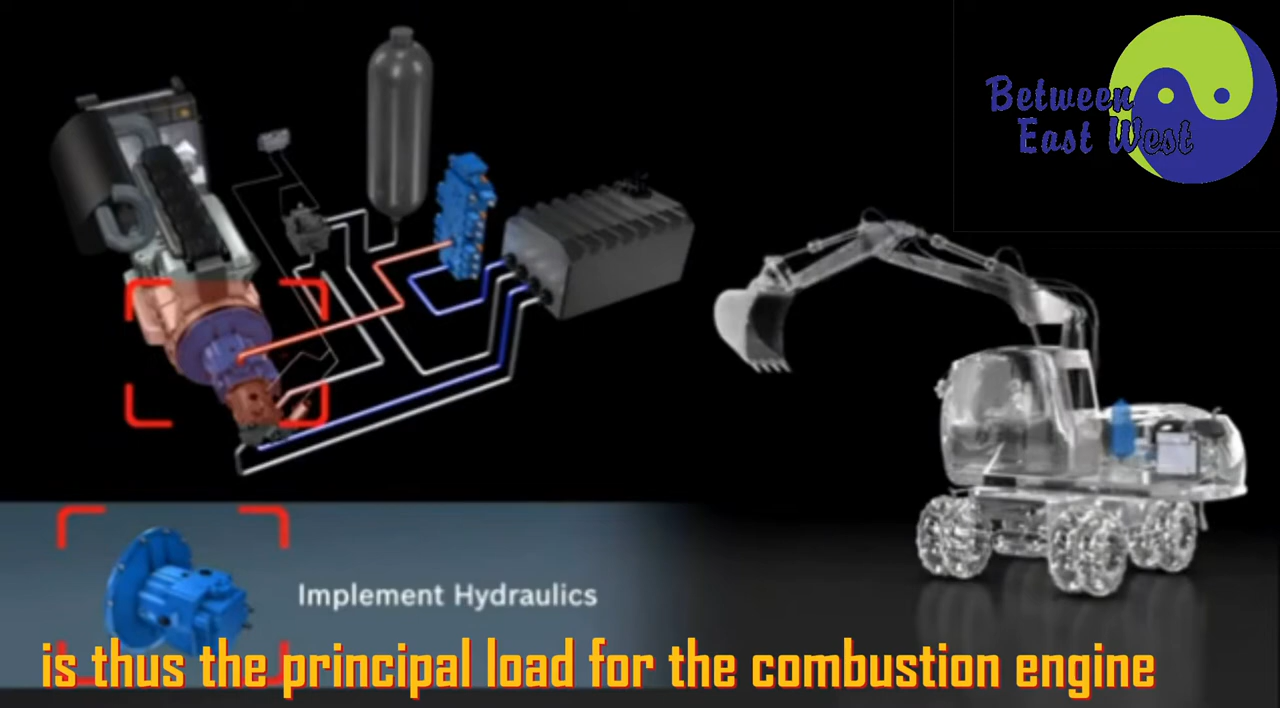 Between
East West
Implement Hydraulics
is thus the principal load for the combustion engine